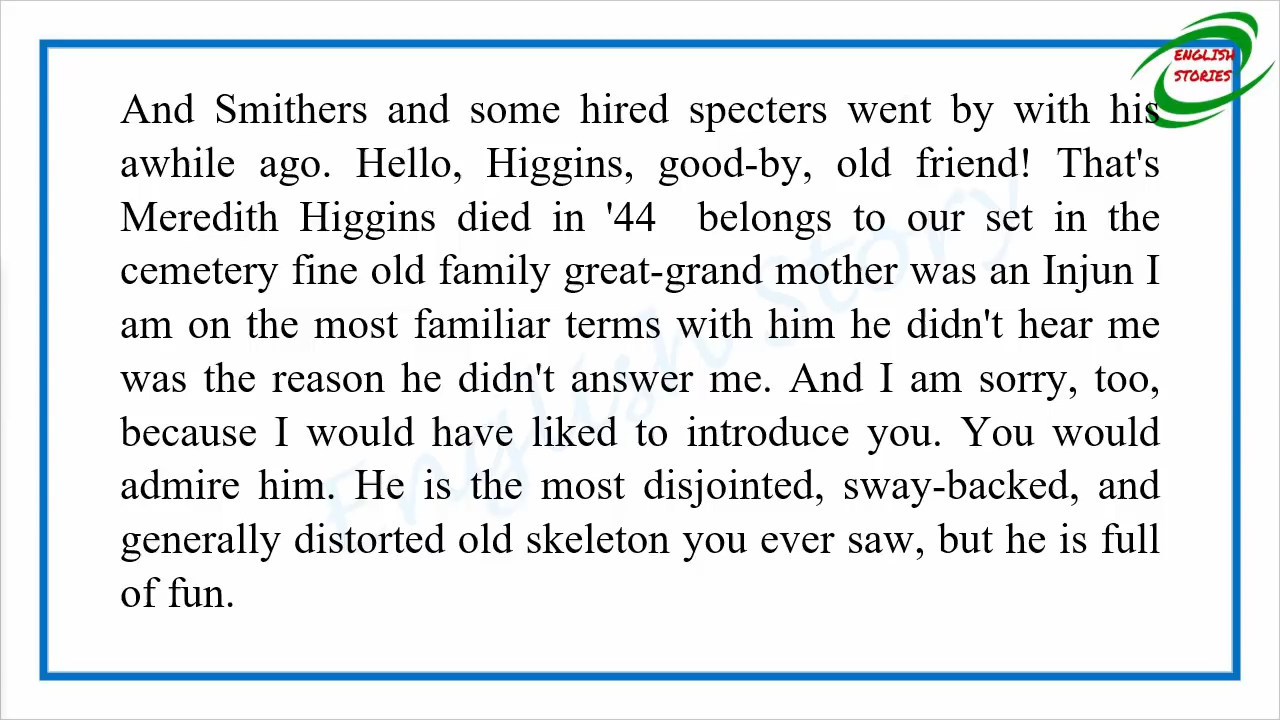 ENGLISH
STORIES
And Smithers and some hired specters went by with his
awhile ago. Hello, Higgins, good-by, old friend! That's
Meredith Higgins died in '44  belongs to our set in the
cemetery fine old family great-grand mother was an Injun I
am on the most familiar terms with him he didn't hear me
was the reason he didn't answer me. And I am sorry, too,
because I would have liked to introduce you. You would
admire him. He is the most disjointed, sway-backed, and
generally distorted old skeleton you ever saw, but he is full
of fun.
English Story